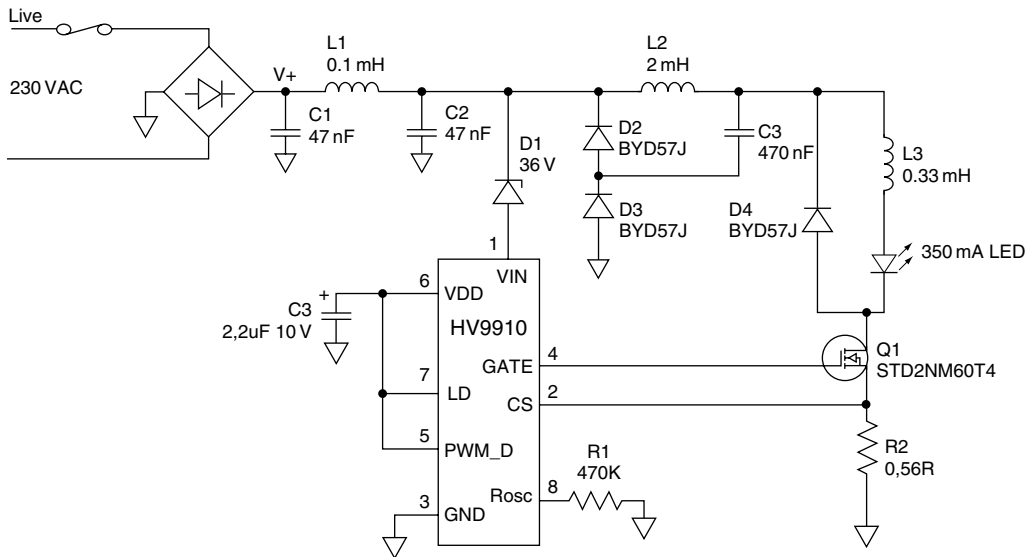 Live
230 VAC
V+
L1
0.1 mH
C1
47 nF
C2
47 nF
D1
36 V
L2
2 mH
D2
BYD57J
C3
470 nF
D3
BYD57J
D4
BYD57J
L3
0.33 mH
350 mA LED
1
VIN
6
VDD
C3
2,2uF 10 V
+
HV9910
GATE
4
Q1
STD2NM60T4
7
LD
CS
2
5
PWM_D
R1
470K
R2
0,56R
Rosc
8
3
GND